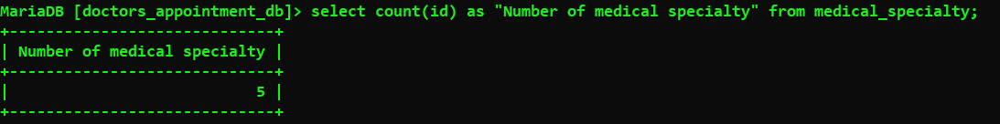 MariaDB [doctors_appointment_db]> select count(id) as "Number of medical specialty" from medical_specialty;
+-----------------------------+
| Number of medical specialty |
+-----------------------------+
|                           5 |
+-----------------------------+